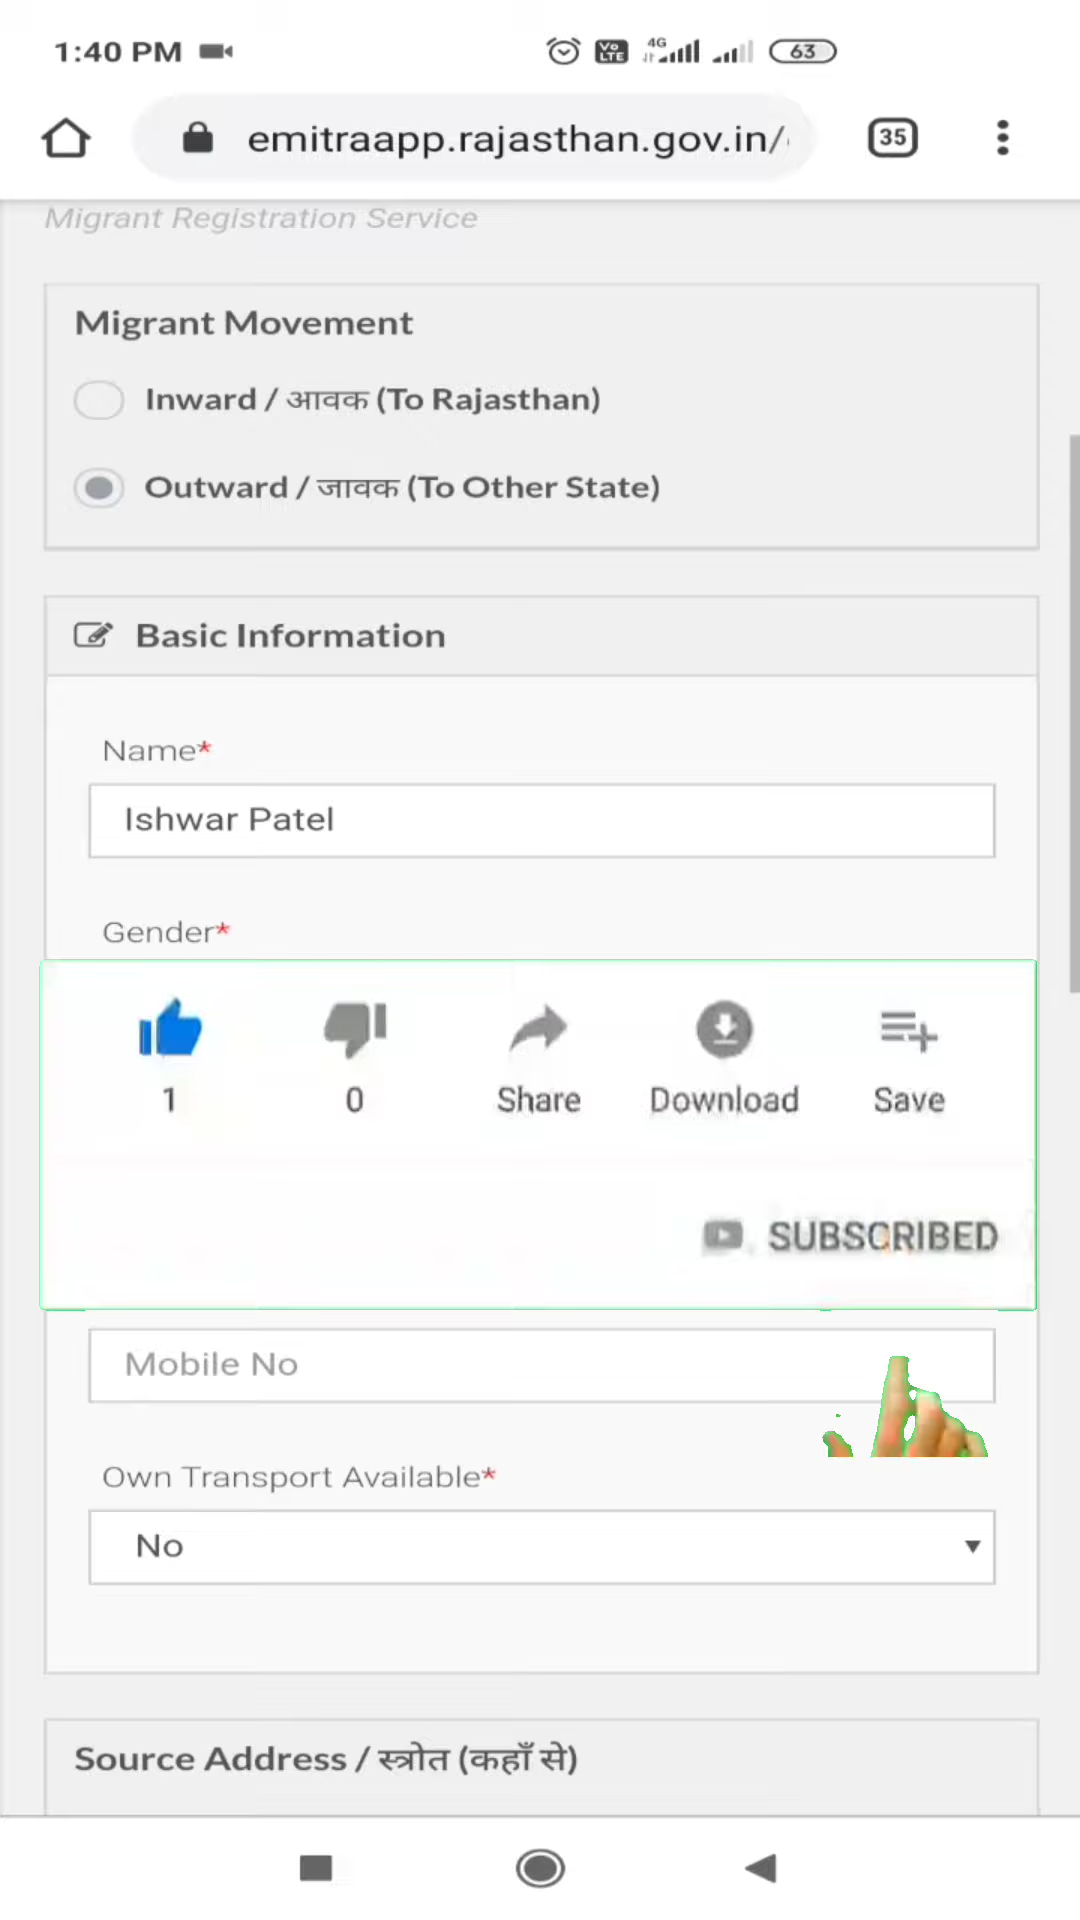 1:40 PM
Vo LTE 4G 63
emitraapp.rajasthan.gov.in/
35
Migrant Registration Service
Migrant Movement
Inward / आवक (To Rajasthan)
Outward / जावक (To Other State)
Basic Information
Name*
Ishwar Patel
Gender*
1 0 Share Download Save
SUBSCRIBED
Mobile No
Own Transport Available*
No
Source Address / स्त्रोत (कहाँ से)